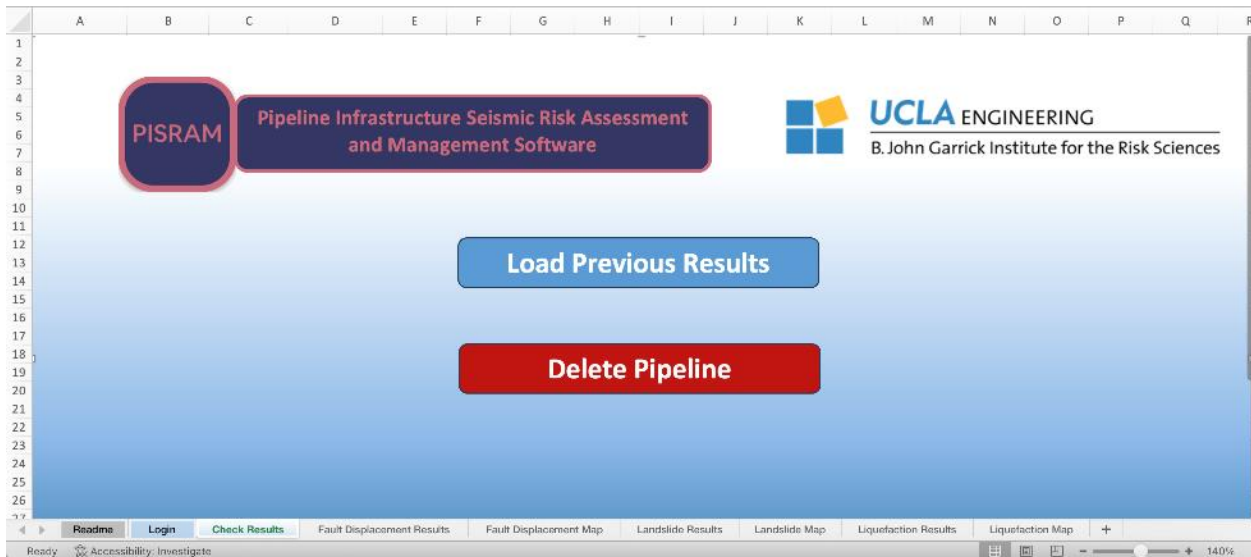 A B C D E F G H I J K L M N O P Q R
1
2
3
4
5
6
7
8
9
10
11
12
13
14
15
16
17
18
19
20
21
22
23
24
25
26
27
PISRAM
Pipeline Infrastructure Seismic Risk Assessment
and Management Software
UCLA ENGINEERING
B. John Garrick Institute for the Risk Sciences
Load Previous Results
Delete Pipeline
Readme Login Check Results Fault Displacement Results Fault Displacement Map Landslide Results Landslide Map Liquefaction Results Liquefaction Map +
Ready Accessibility: Investigate - + 140%